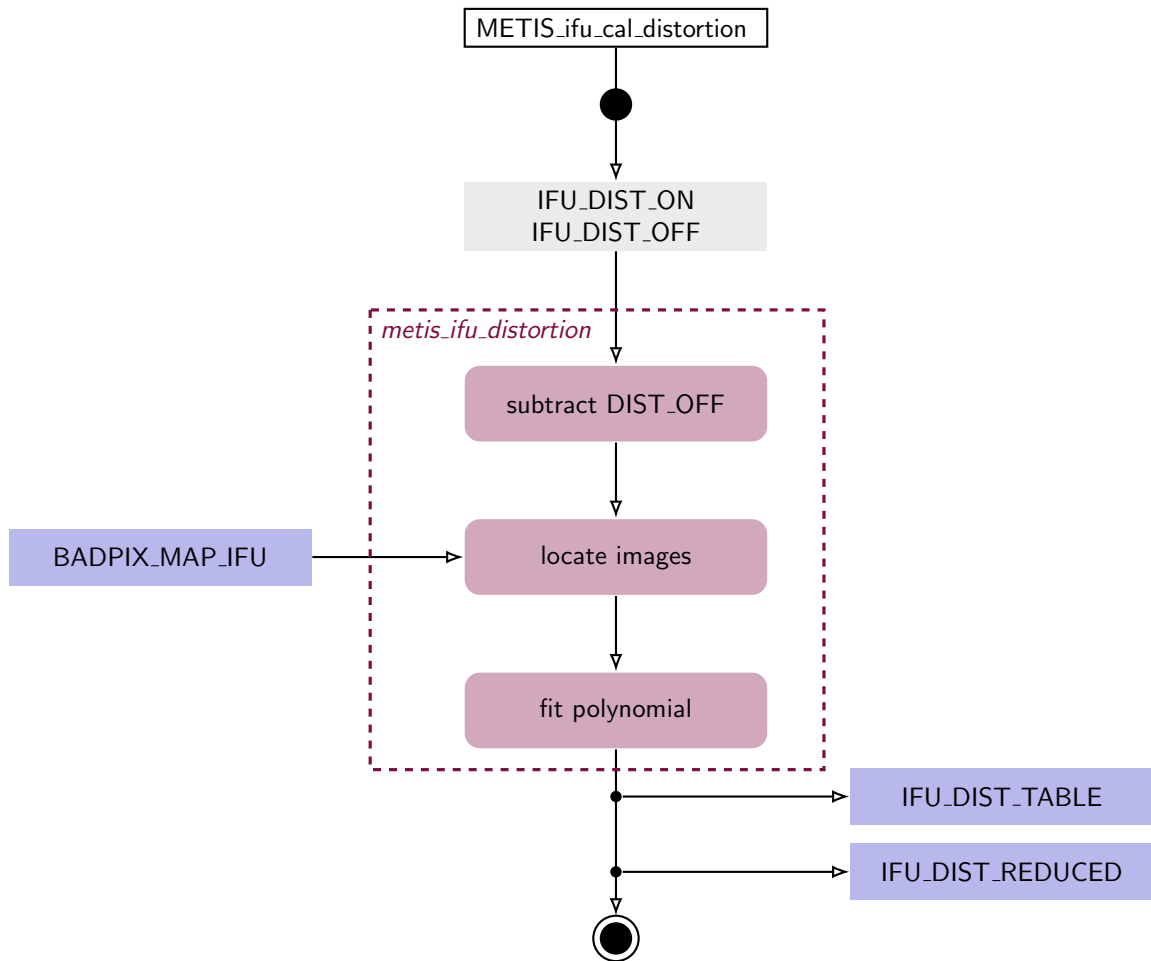 METIS_ifu_cal_distortion
IFU_DIST_ON
IFU_DIST_OFF
metis_ifu_distortion
subtract DIST_OFF
BADPIX_MAP_IFU
locate images
fit polynomial
IFU_DIST_TABLE
IFU_DIST_REDUCED